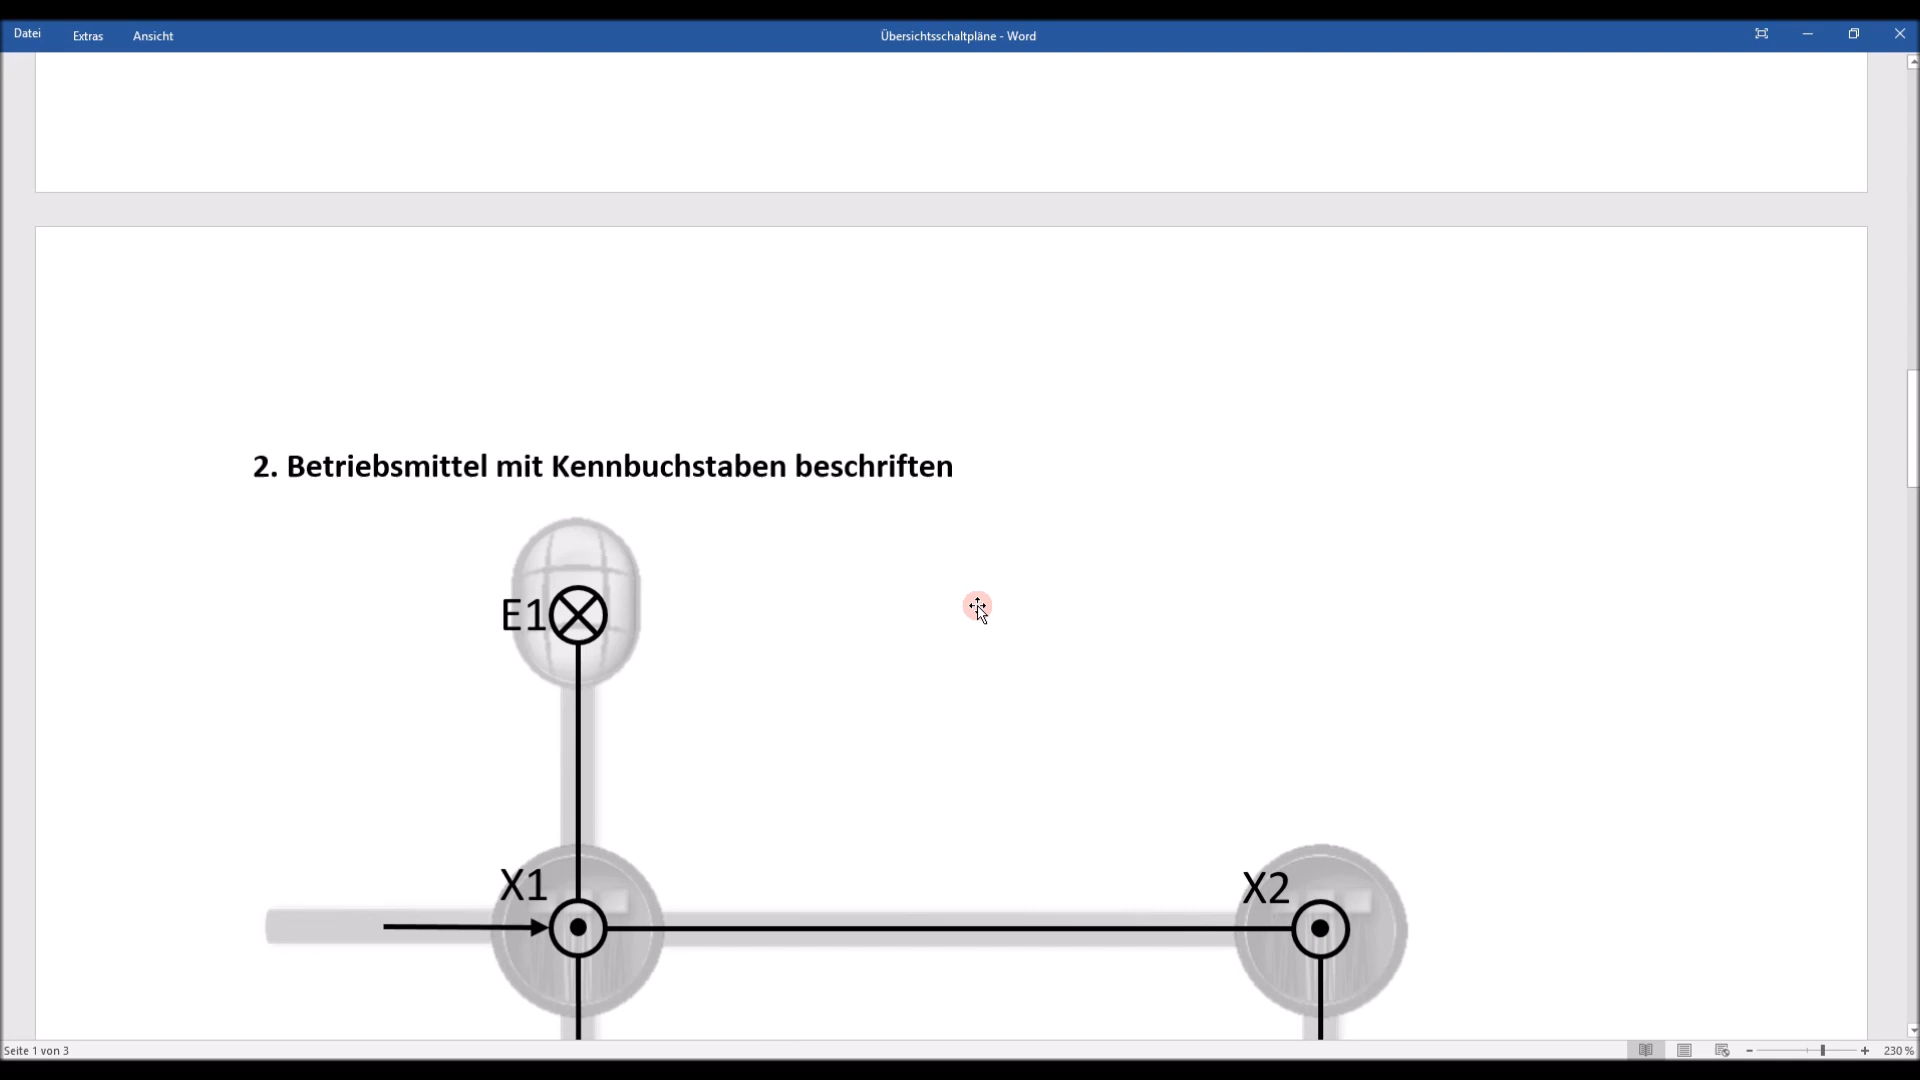 Datei Extras Ansicht Übersichtsschaltpläne - Word
2. Betriebsmittel mit Kennbuchstaben beschriften
E1
X1
X2
Seite 1 von 3 230 %